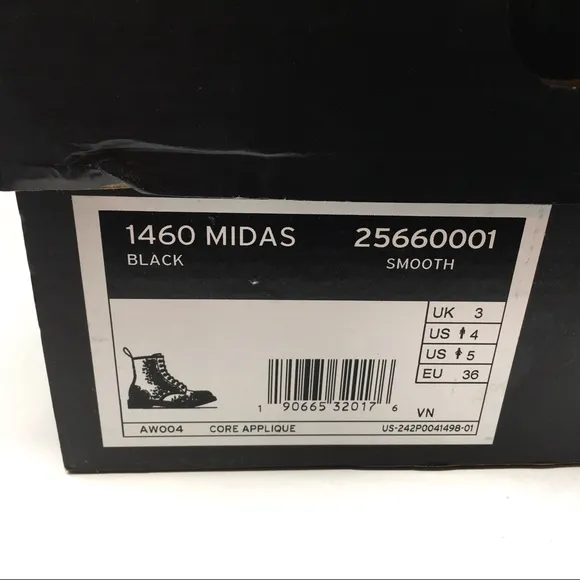 1460 MIDAS 25660001
BLACK SMOOTH
UK 3
US 4
US 5
EU 36
1 90665 32017 6
VN
AW004 CORE APPLIQUE US-242P0041498-01